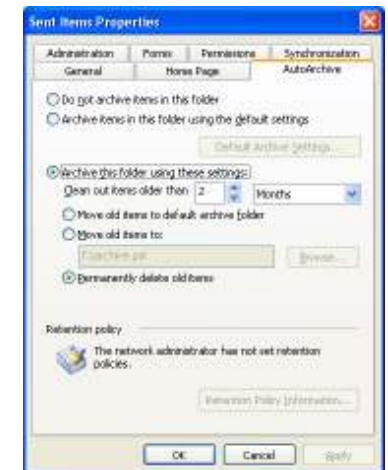 Sent Items Properties
Administration Forms Permissions Synchronization
General Home Page AutoArchive
Do not archive items in this folder
Archive items in this folder using the default settings
Default Archive Settings...
Archive this folder using these settings:
Clean out items older than 2 Months
Move old items to default archive folder
Move old items to:
Browse...
Permanently delete old items
Retention policy
The network administrator has not set retention
policies.
Retention Policy Information...
OK Cancel Apply